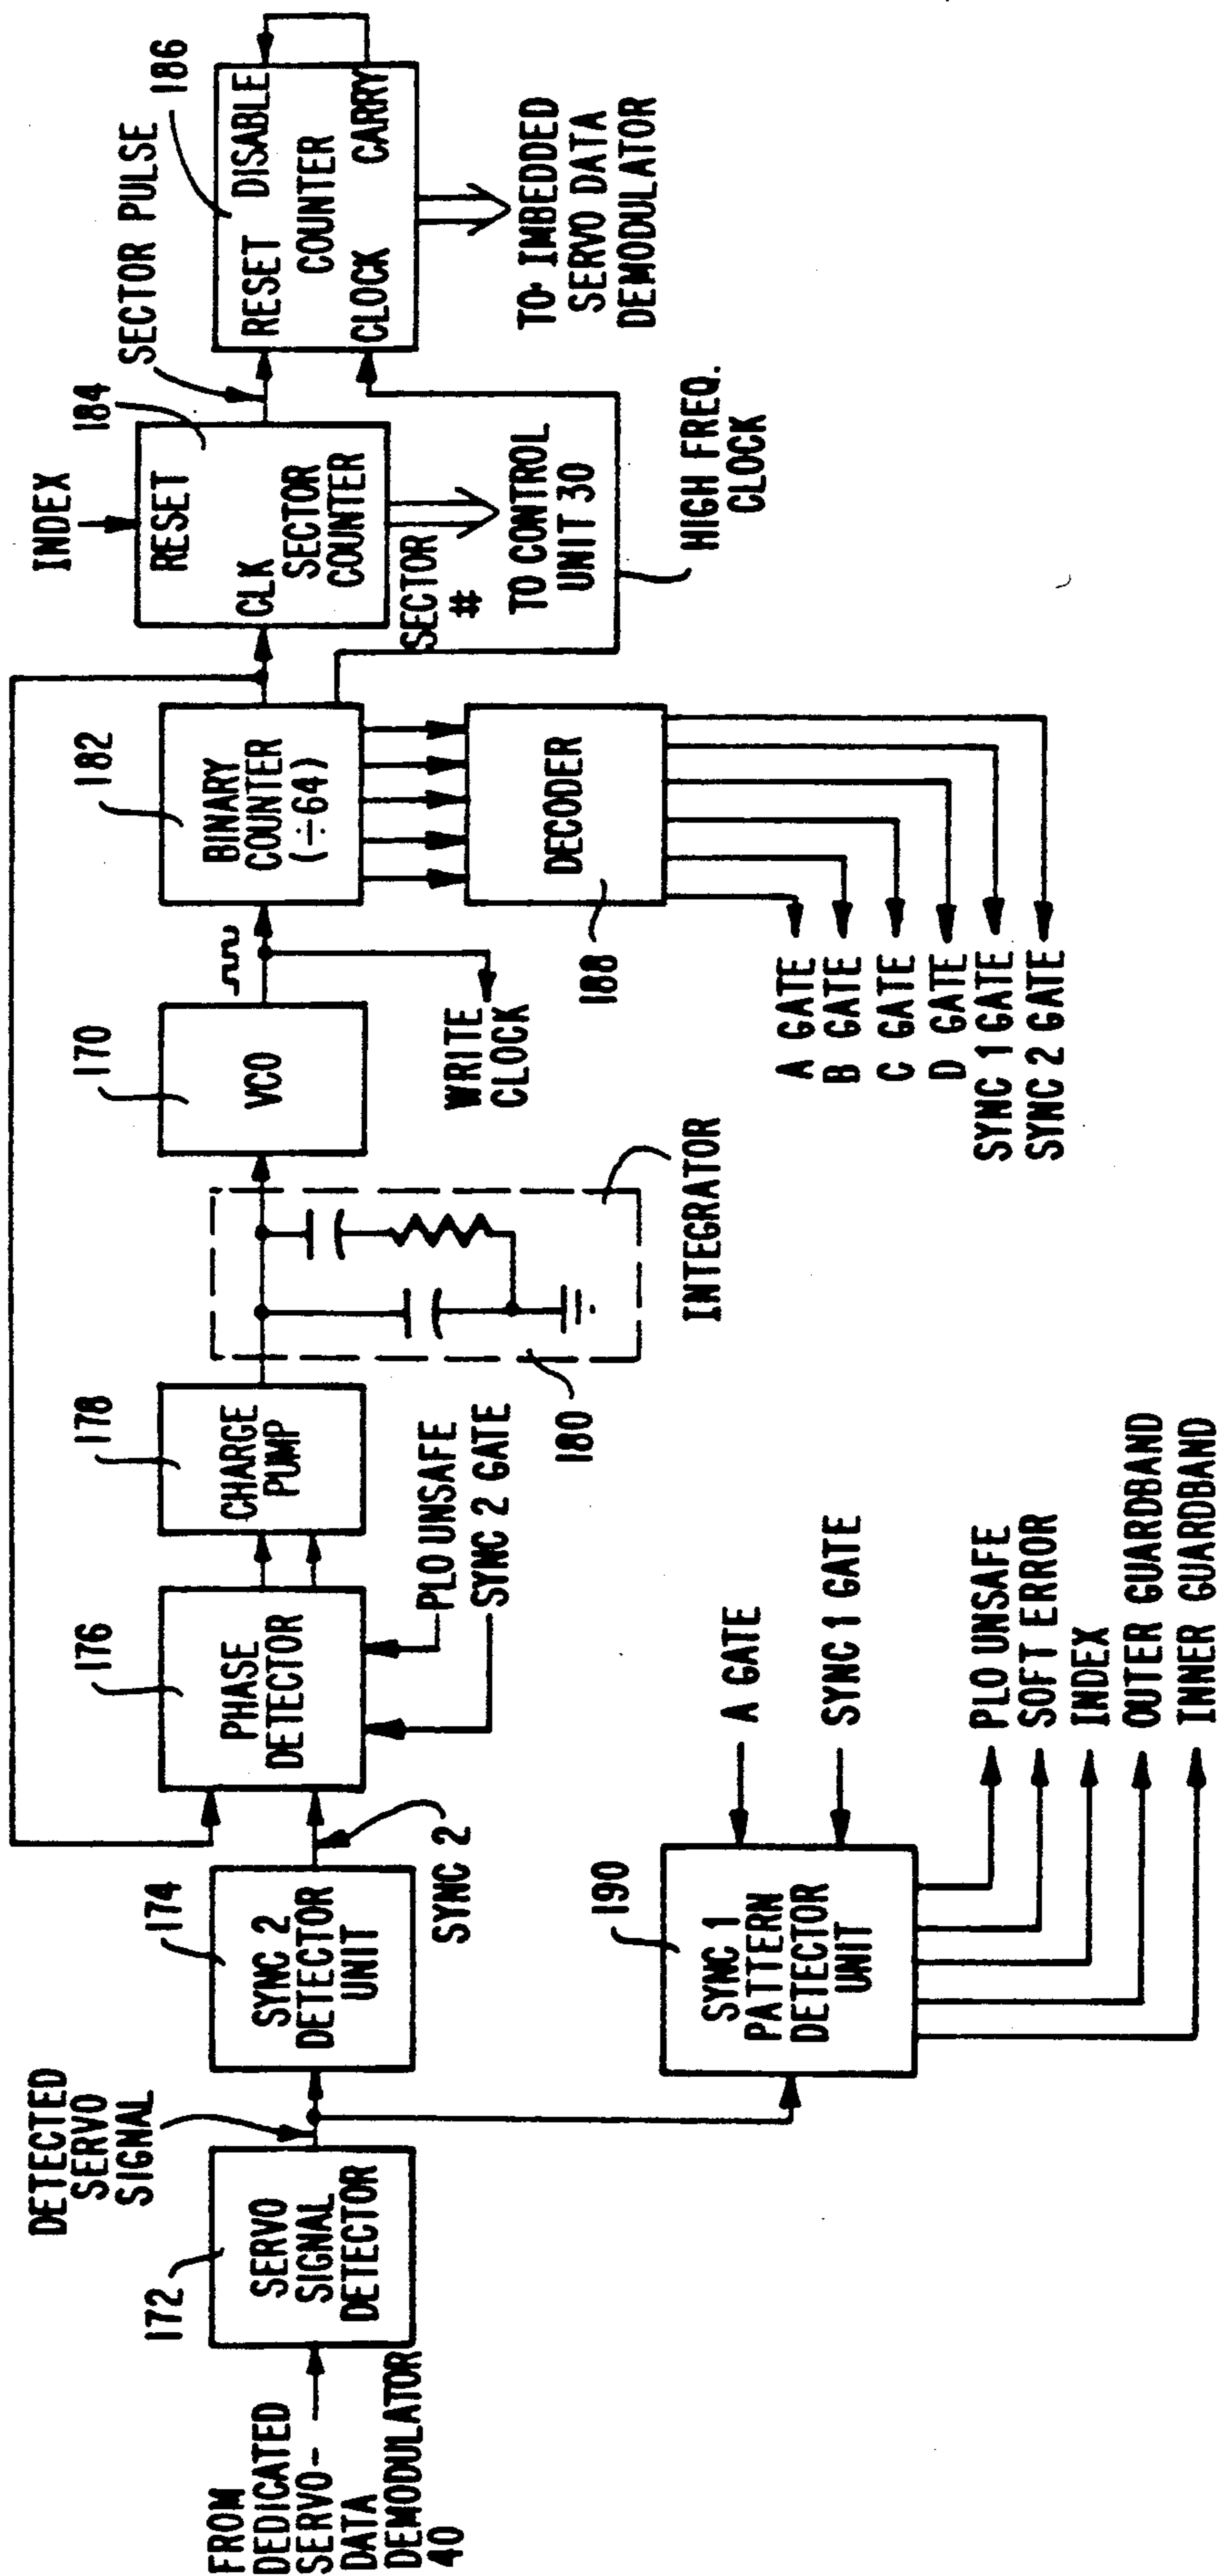 FROM
DEDICATED
SERVO-
DATA
DEMODULATOR
40
172
SERVO
SIGNAL
DETECTOR
DETECTED
SERVO
SIGNAL
174
SYNC 2
DETECTOR
UNIT
SYNC 2
176
PHASE
DETECTOR
PLO UNSAFE
SYNC 2 GATE
178
CHARGE
PUMP
180
INTEGRATOR
170
VCO
WRITE
CLOCK
182
BINARY
COUNTER
(÷64)
DECODER
188
A GATE
B GATE
C GATE
D GATE
SYNC 1 GATE
SYNC 2 GATE
INDEX
184
RESET
CLK
SECTOR
COUNTER
SECTOR
#
TO CONTROL
UNIT 30
HIGH FREQ.
CLOCK
SECTOR PULSE
186
RESET DISABLE
COUNTER
CLOCK CARRY
TO IMBEDDED
SERVO DATA
DEMODULATOR
190
SYNC 1
PATTERN
DETECTOR
UNIT
A GATE
SYNC 1 GATE
PLO UNSAFE
SOFT ERROR
INDEX
OUTER GUARDBAND
INNER GUARDBAND